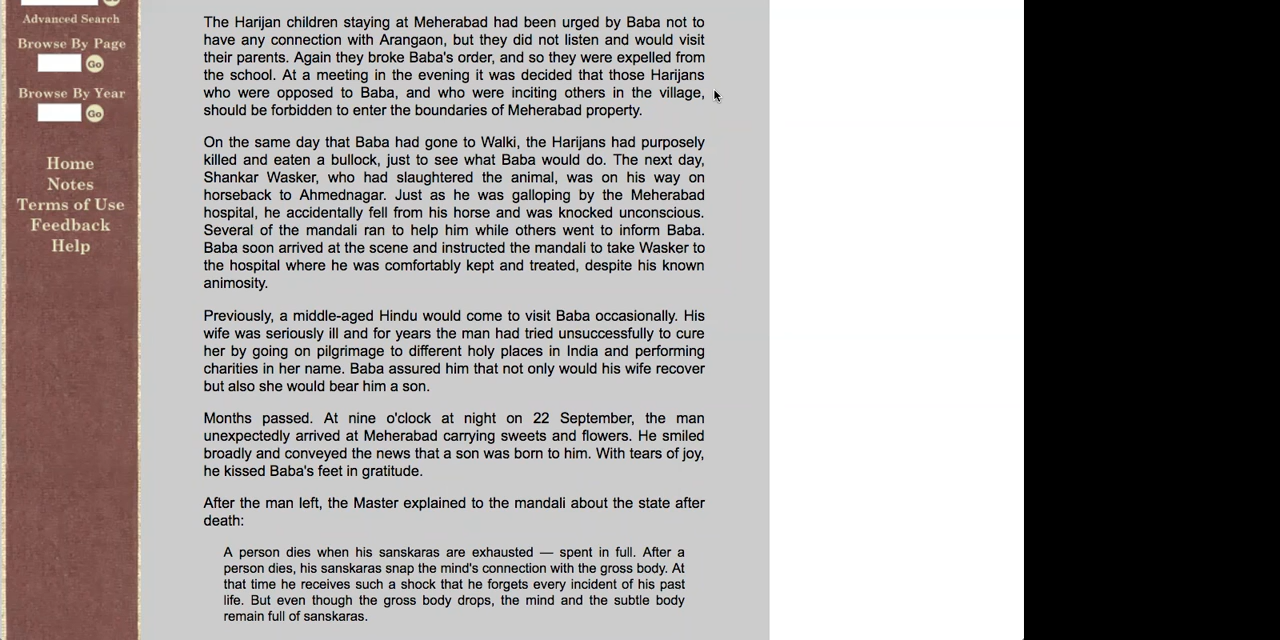 Advanced Search
Browse By Page
Go
Browse By Year
Go
Home
Notes
Terms of Use
Feedback
Help
The Harijan children staying at Meherabad had been urged by Baba not to
have any connection with Arangaon, but they did not listen and would visit
their parents. Again they broke Baba's order, and so they were expelled from
the school. At a meeting in the evening it was decided that those Harijans
who were opposed to Baba, and who were inciting others in the village,
should be forbidden to enter the boundaries of Meherabad property.
On the same day that Baba had gone to Walki, the Harijans had purposely
killed and eaten a bullock, just to see what Baba would do. The next day,
Shankar Wasker, who had slaughtered the animal, was on his way on
horseback to Ahmednagar. Just as he was galloping by the Meherabad
hospital, he accidentally fell from his horse and was knocked unconscious.
Several of the mandali ran to help him while others went to inform Baba.
Baba soon arrived at the scene and instructed the mandali to take Wasker to
the hospital where he was comfortably kept and treated, despite his known
animosity.
Previously, a middle-aged Hindu would come to visit Baba occasionally. His
wife was seriously ill and for years the man had tried unsuccessfully to cure
her by going on pilgrimage to different holy places in India and performing
charities in her name. Baba assured him that not only would his wife recover
but also she would bear him a son.
Months passed. At nine o'clock at night on 22 September, the man
unexpectedly arrived at Meherabad carrying sweets and flowers. He smiled
broadly and conveyed the news that a son was born to him. With tears of joy,
he kissed Baba's feet in gratitude.
After the man left, the Master explained to the mandali about the state after
death:
A person dies when his sanskaras are exhausted — spent in full. After a
person dies, his sanskaras snap the mind's connection with the gross body. At
that time he receives such a shock that he forgets every incident of his past
life. But even though the gross body drops, the mind and the subtle body
remain full of sanskaras.